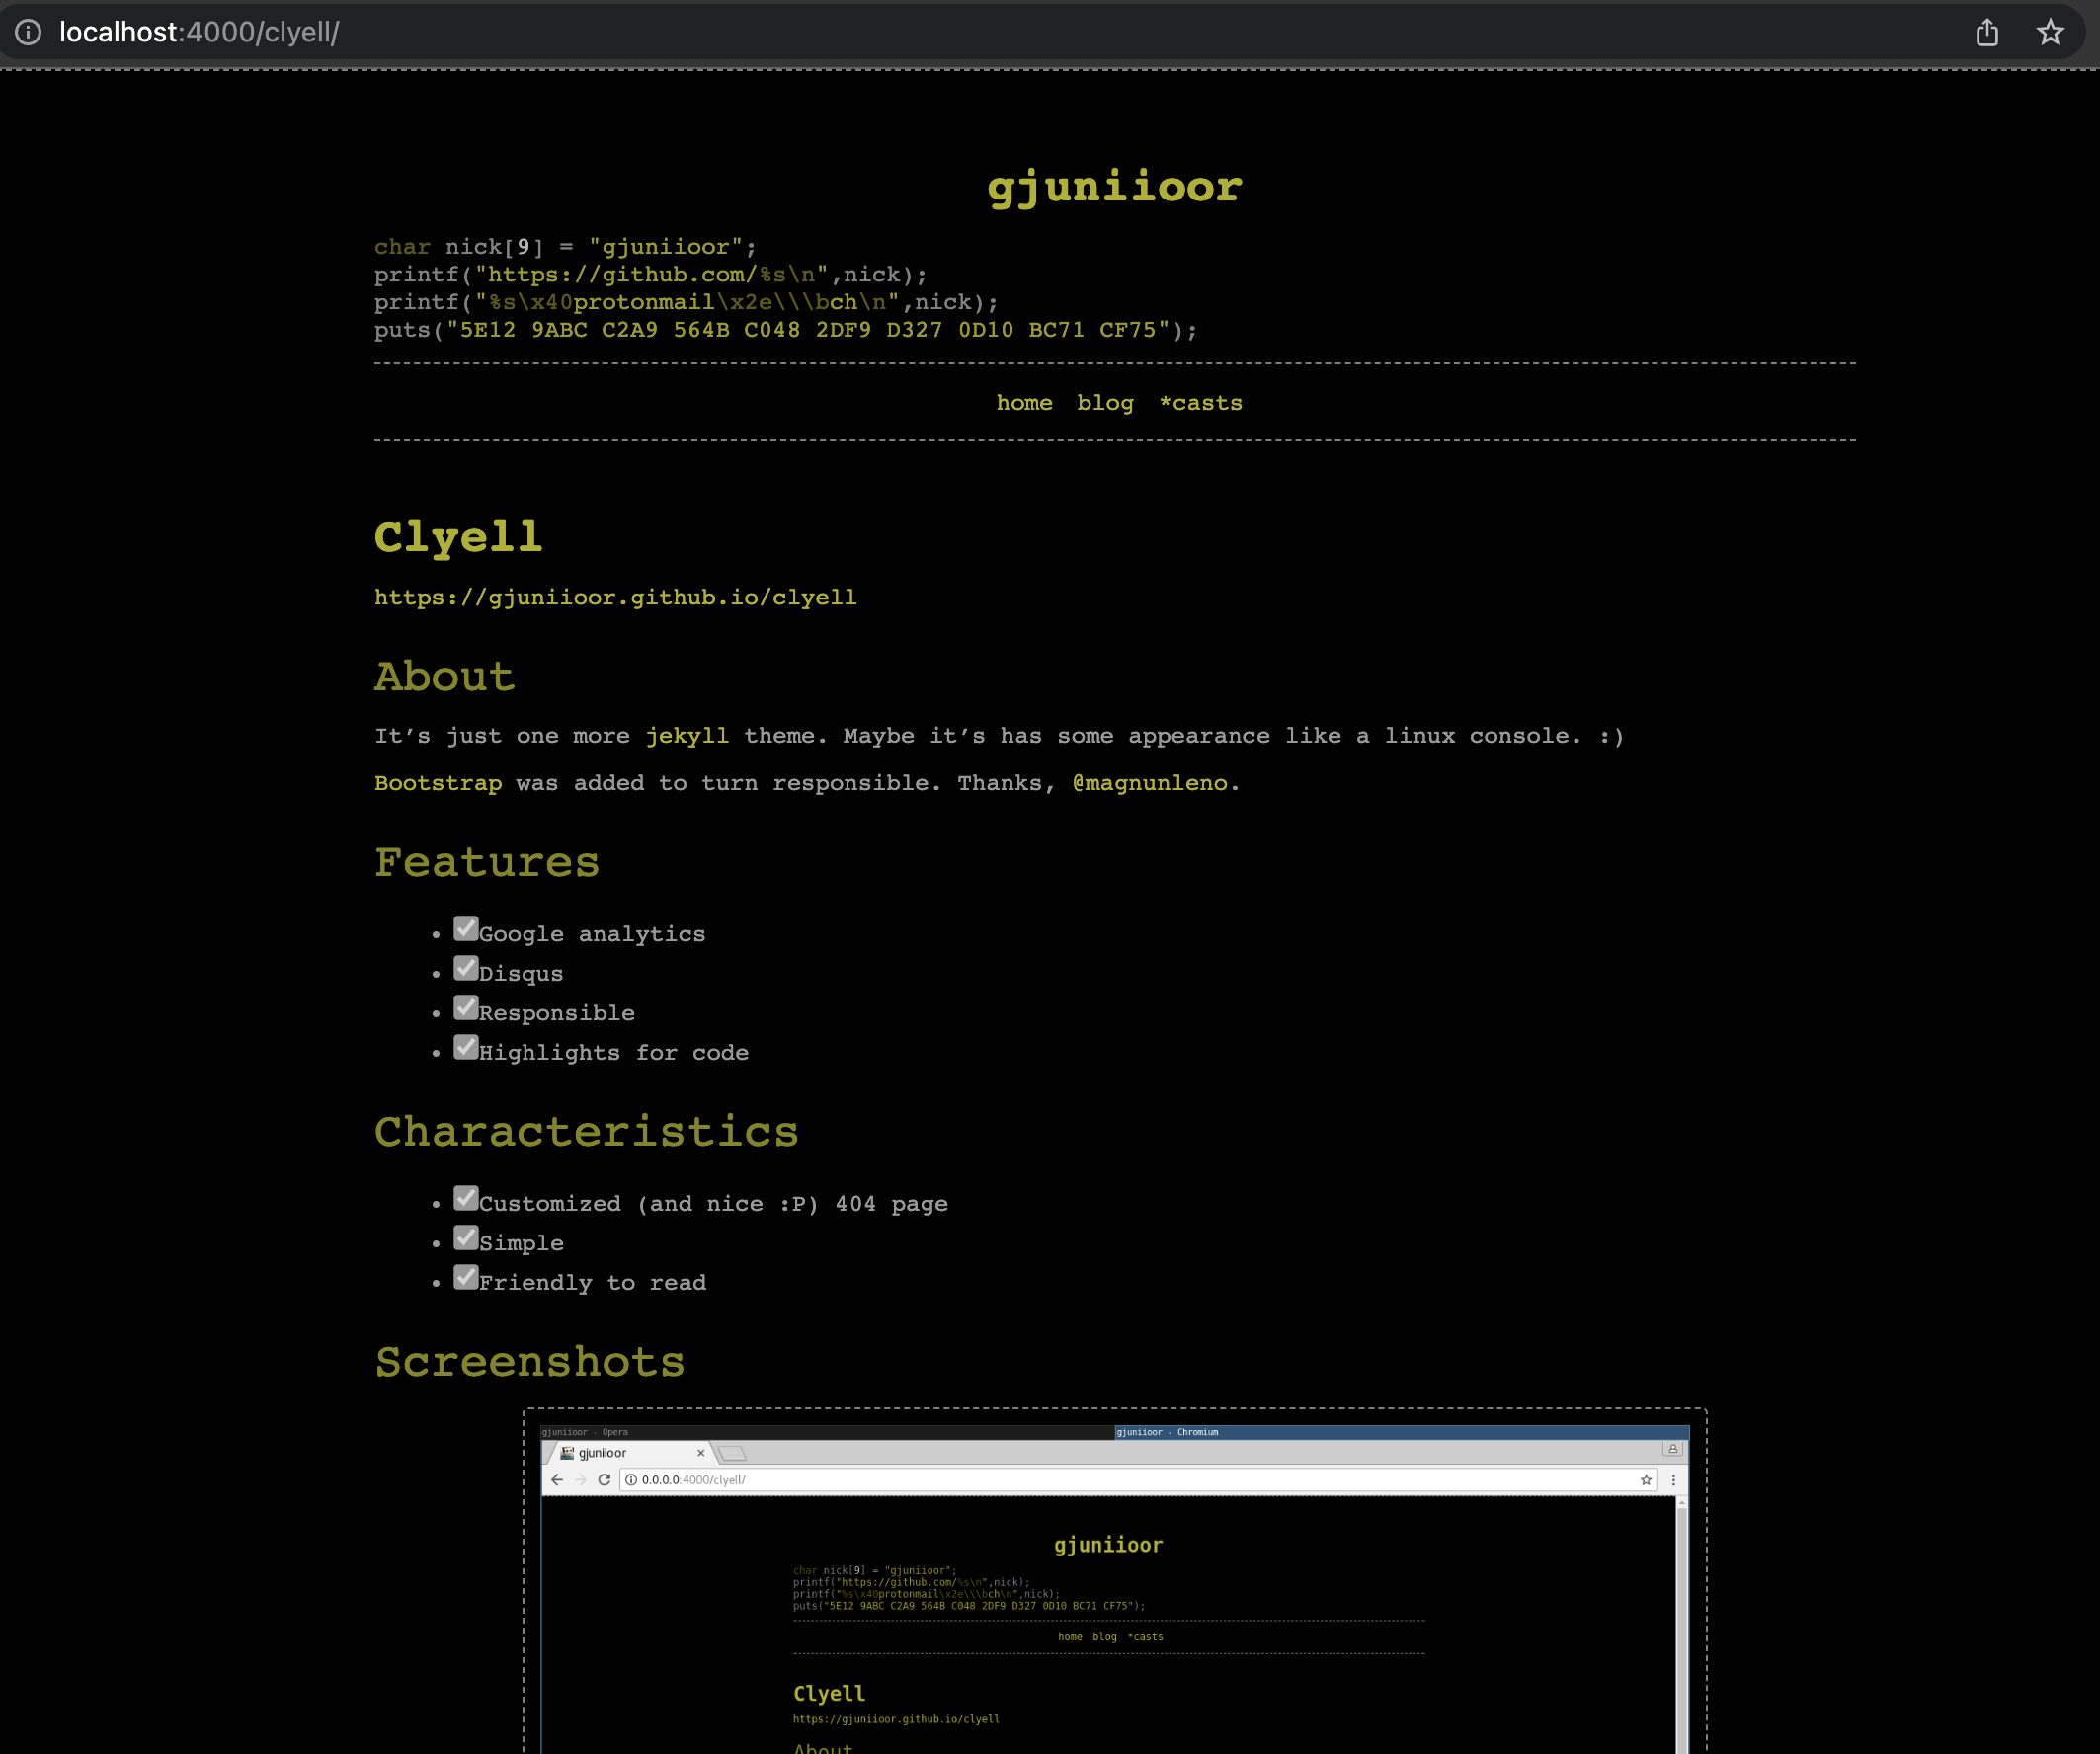 localhost:4000/clyell/
gjuniioor
char nick[9] = "gjuniioor";
printf("https://github.com/%s\n",nick);
printf("%s\x40protonmail\x2e\\\bch\n",nick);
puts("5E12 9ABC C2A9 564B C048 2DF9 D327 0D10 BC71 CF75");
home blog *casts
Clyell
https://gjuniioor.github.io/clyell
About
It’s just one more jekyll theme. Maybe it’s has some appearance like a linux console. :)
Bootstrap was added to turn responsible. Thanks, @magnunleno.
Features
Google analytics
Disqus
Responsible
Highlights for code
Characteristics
Customized (and nice :P) 404 page
Simple
Friendly to read
Screenshots
gjuniioor - Opera
gjuniioor - Chromium
gjuniioor
0.0.0.0:4000/clyell/
gjuniioor
char nick[9] = "gjuniioor";
printf("https://github.com/%s\n",nick);
printf("%s\x40protonmail\x2e\\\bch\n",nick);
puts("5E12 9ABC C2A9 564B C048 2DF9 D327 0D10 BC71 CF75");
home blog *casts
Clyell
https://gjuniioor.github.io/clyell
About